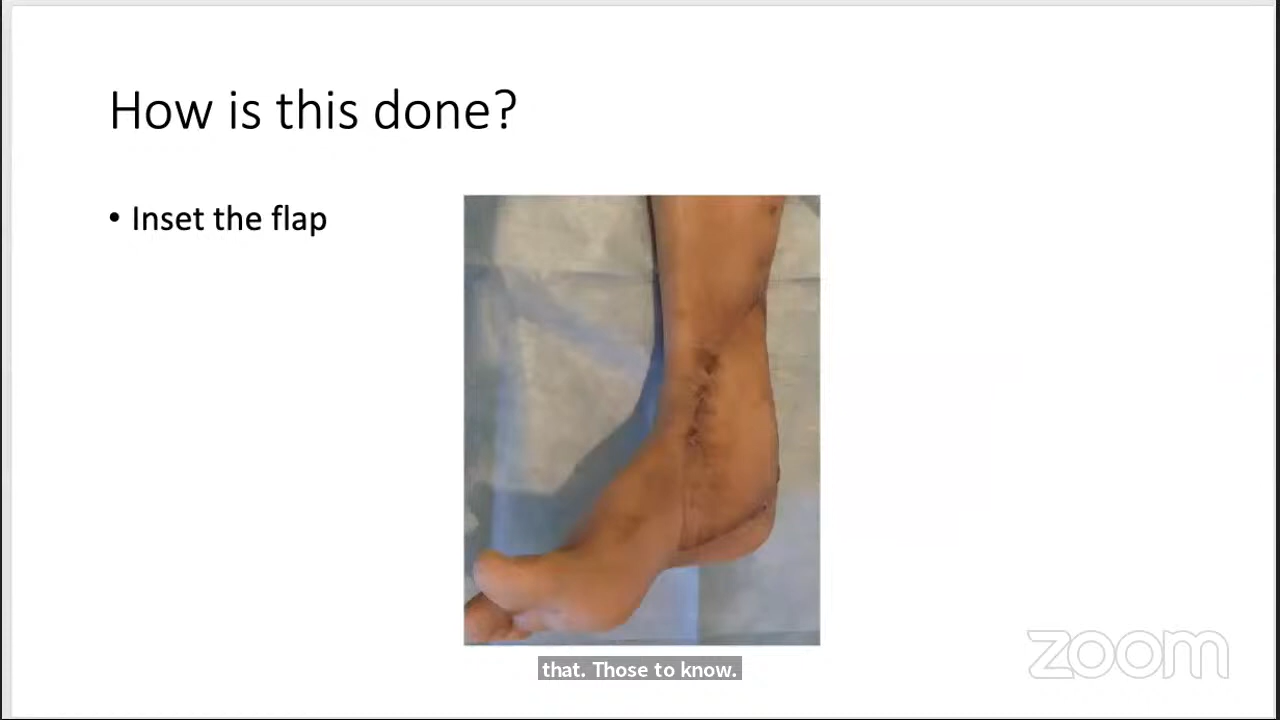 How is this done?
• Inset the flap
that. Those to know.
zoom